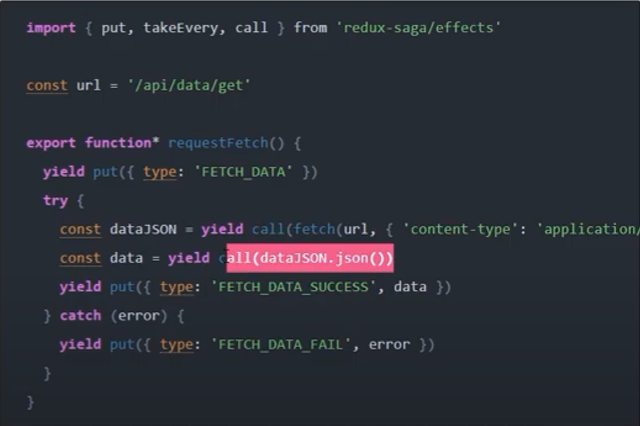 import { put, takeEvery, call } from 'redux-saga/effects'
const url = '/api/data/get'
export function* requestFetch() {
yield put({ type: 'FETCH_DATA' })
try {
const dataJSON = yield call(fetch(url, { 'content-type': 'application/
const data = yield call(dataJSON.json())
yield put({ type: 'FETCH_DATA_SUCCESS', data })
} catch (error) {
yield put({ type: 'FETCH_DATA_FAIL', error })
}
}